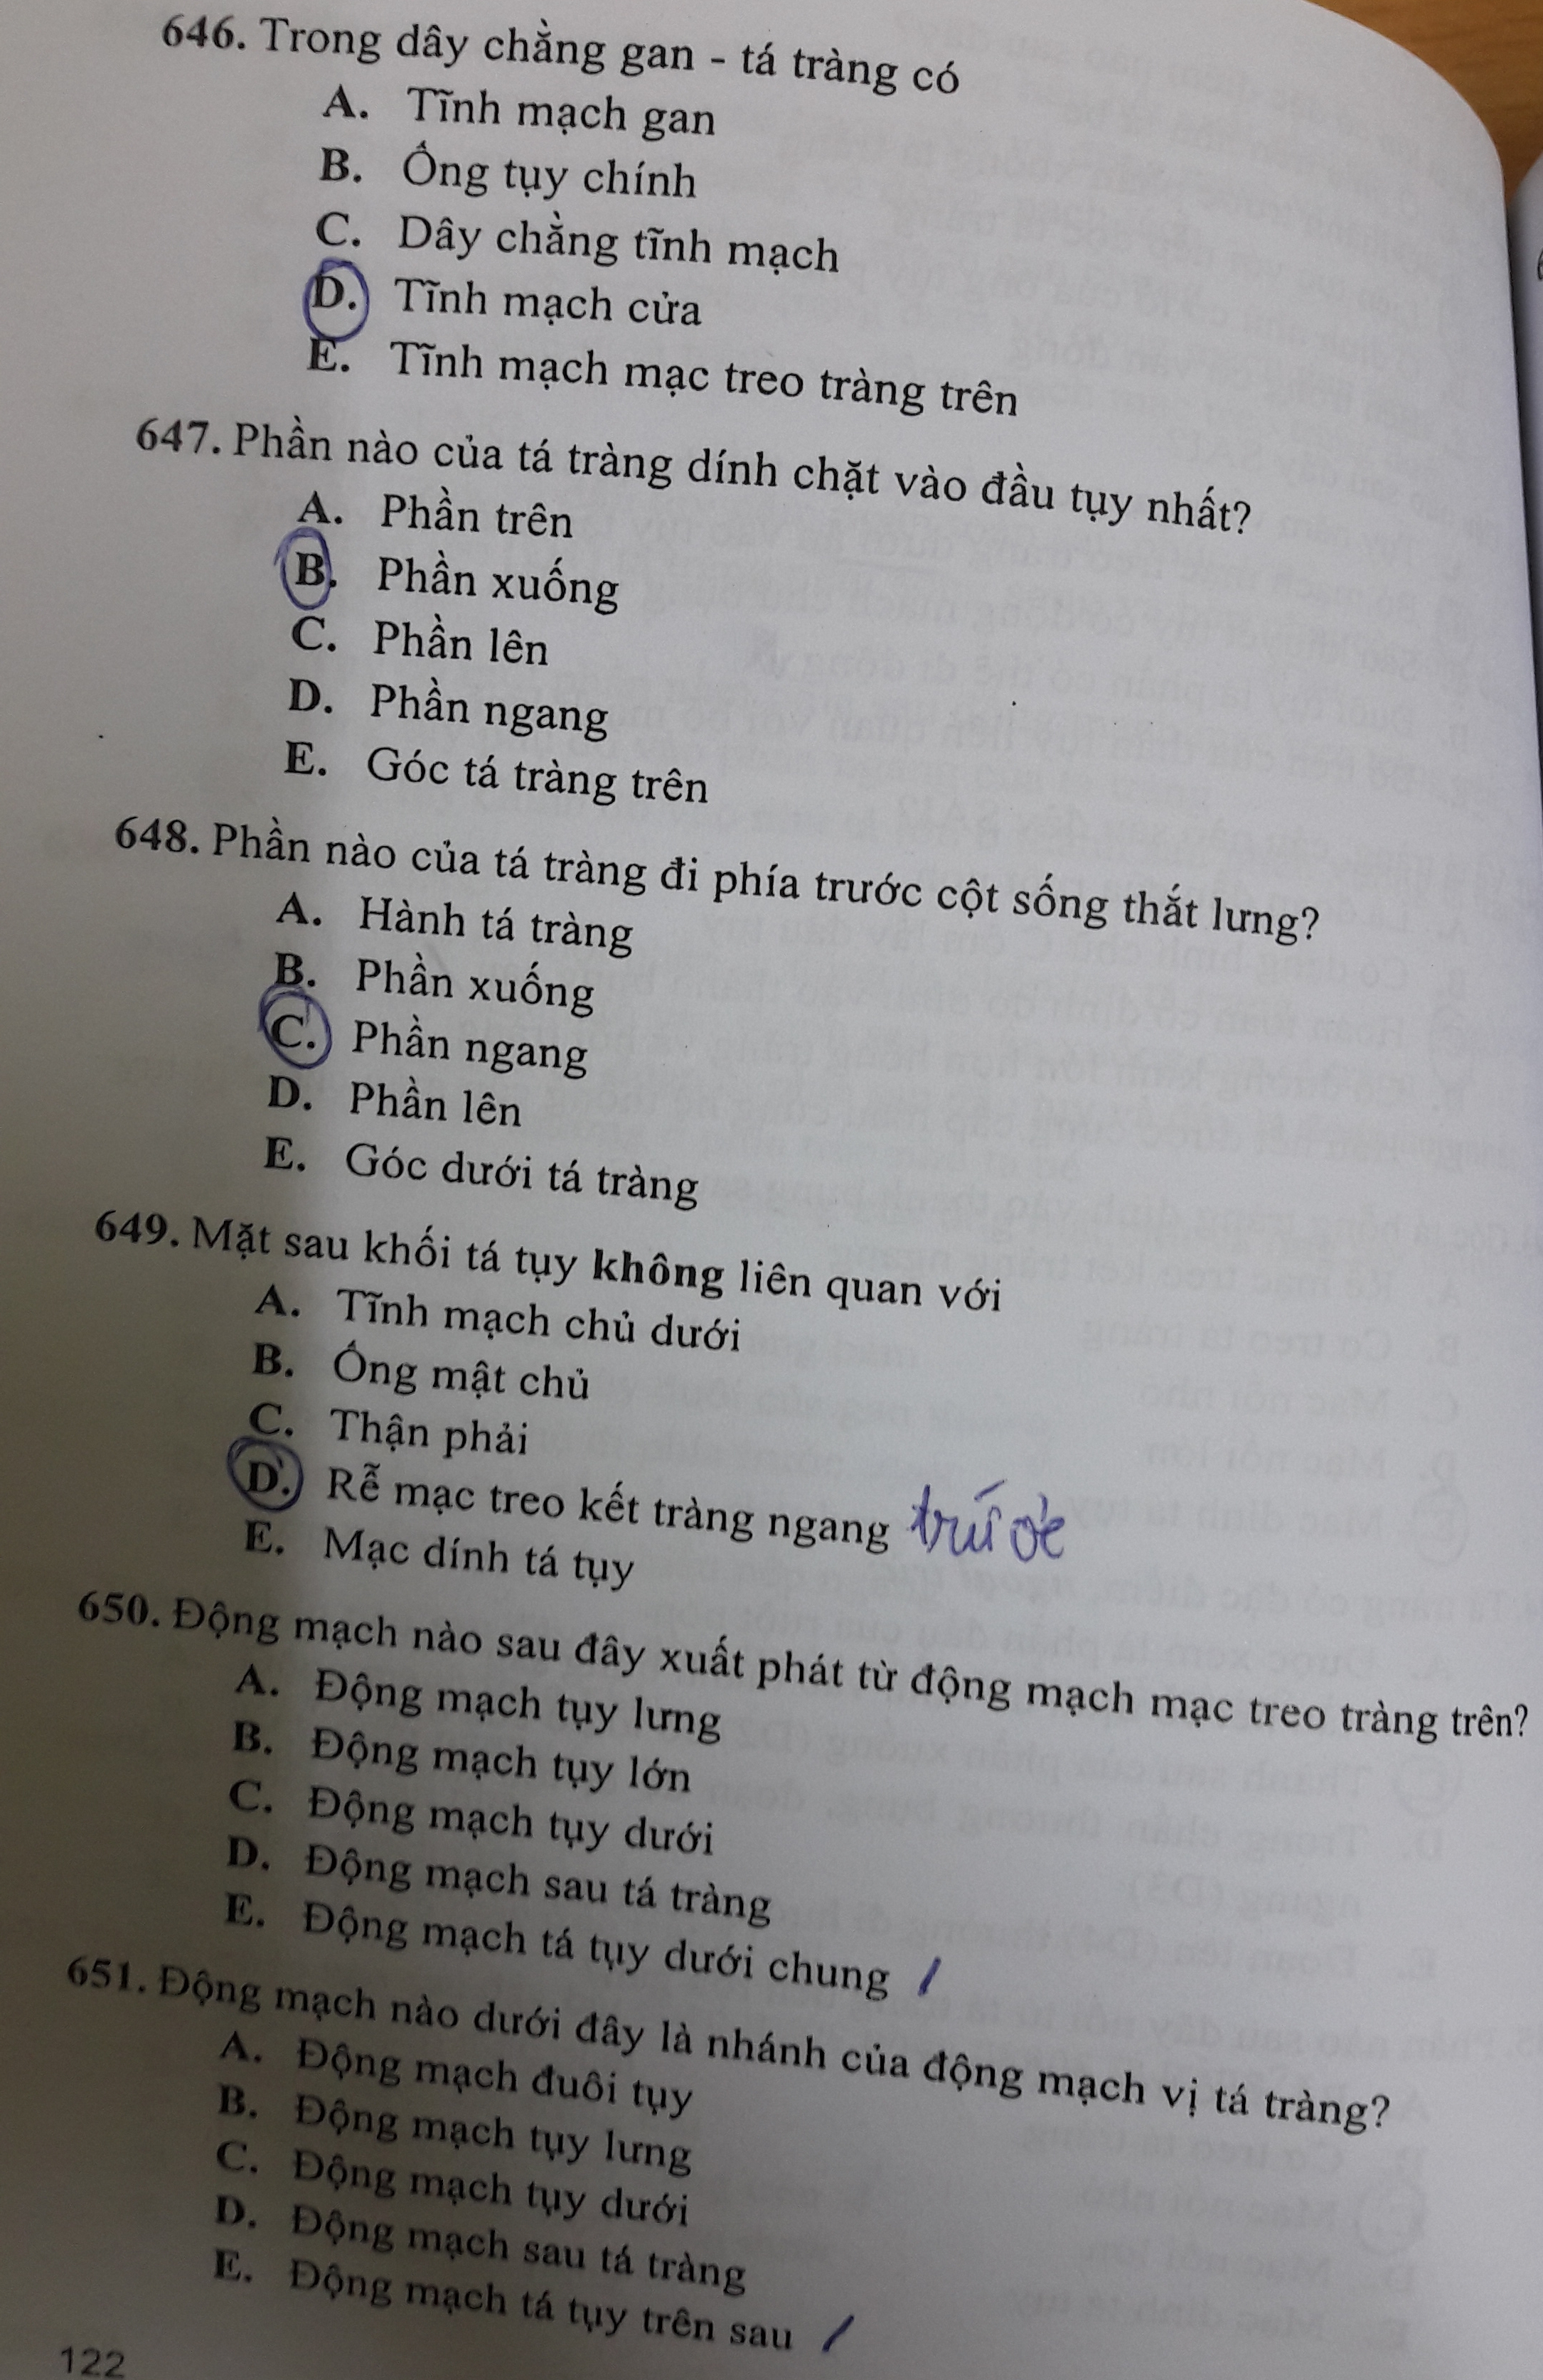 646. Trong dây chằng gan - tá tràng có
A. Tĩnh mạch gan
B. Ống tụy chính
C. Dây chằng tĩnh mạch
D. Tĩnh mạch cửa
E. Tĩnh mạch mạc treo tràng trên
647. Phần nào của tá tràng dính chặt vào đầu tụy nhất?
A. Phần trên
B. Phần xuống
C. Phần lên
D. Phần ngang
E. Góc tá tràng trên
648. Phần nào của tá tràng đi phía trước cột sống thắt lưng?
A. Hành tá tràng
B. Phần xuống
C. Phần ngang
D. Phần lên
E. Góc dưới tá tràng
649. Mặt sau khối tá tụy không liên quan với
A. Tĩnh mạch chủ dưới
B. Ống mật chủ
C. Thận phải
D. Rễ mạc treo kết tràng ngang trước
E. Mạc dính tá tụy
650. Động mạch nào sau đây xuất phát từ động mạch mạc treo tràng trên?
A. Động mạch tụy lưng
B. Động mạch tụy lớn
C. Động mạch tụy dưới
D. Động mạch sau tá tràng
E. Động mạch tá tụy dưới chung
651. Động mạch nào dưới đây là nhánh của động mạch vị tá tràng?
A. Động mạch đuôi tụy
B. Động mạch tụy lưng
C. Động mạch tụy dưới
D. Động mạch sau tá tràng
E. Động mạch tá tụy trên sau
122